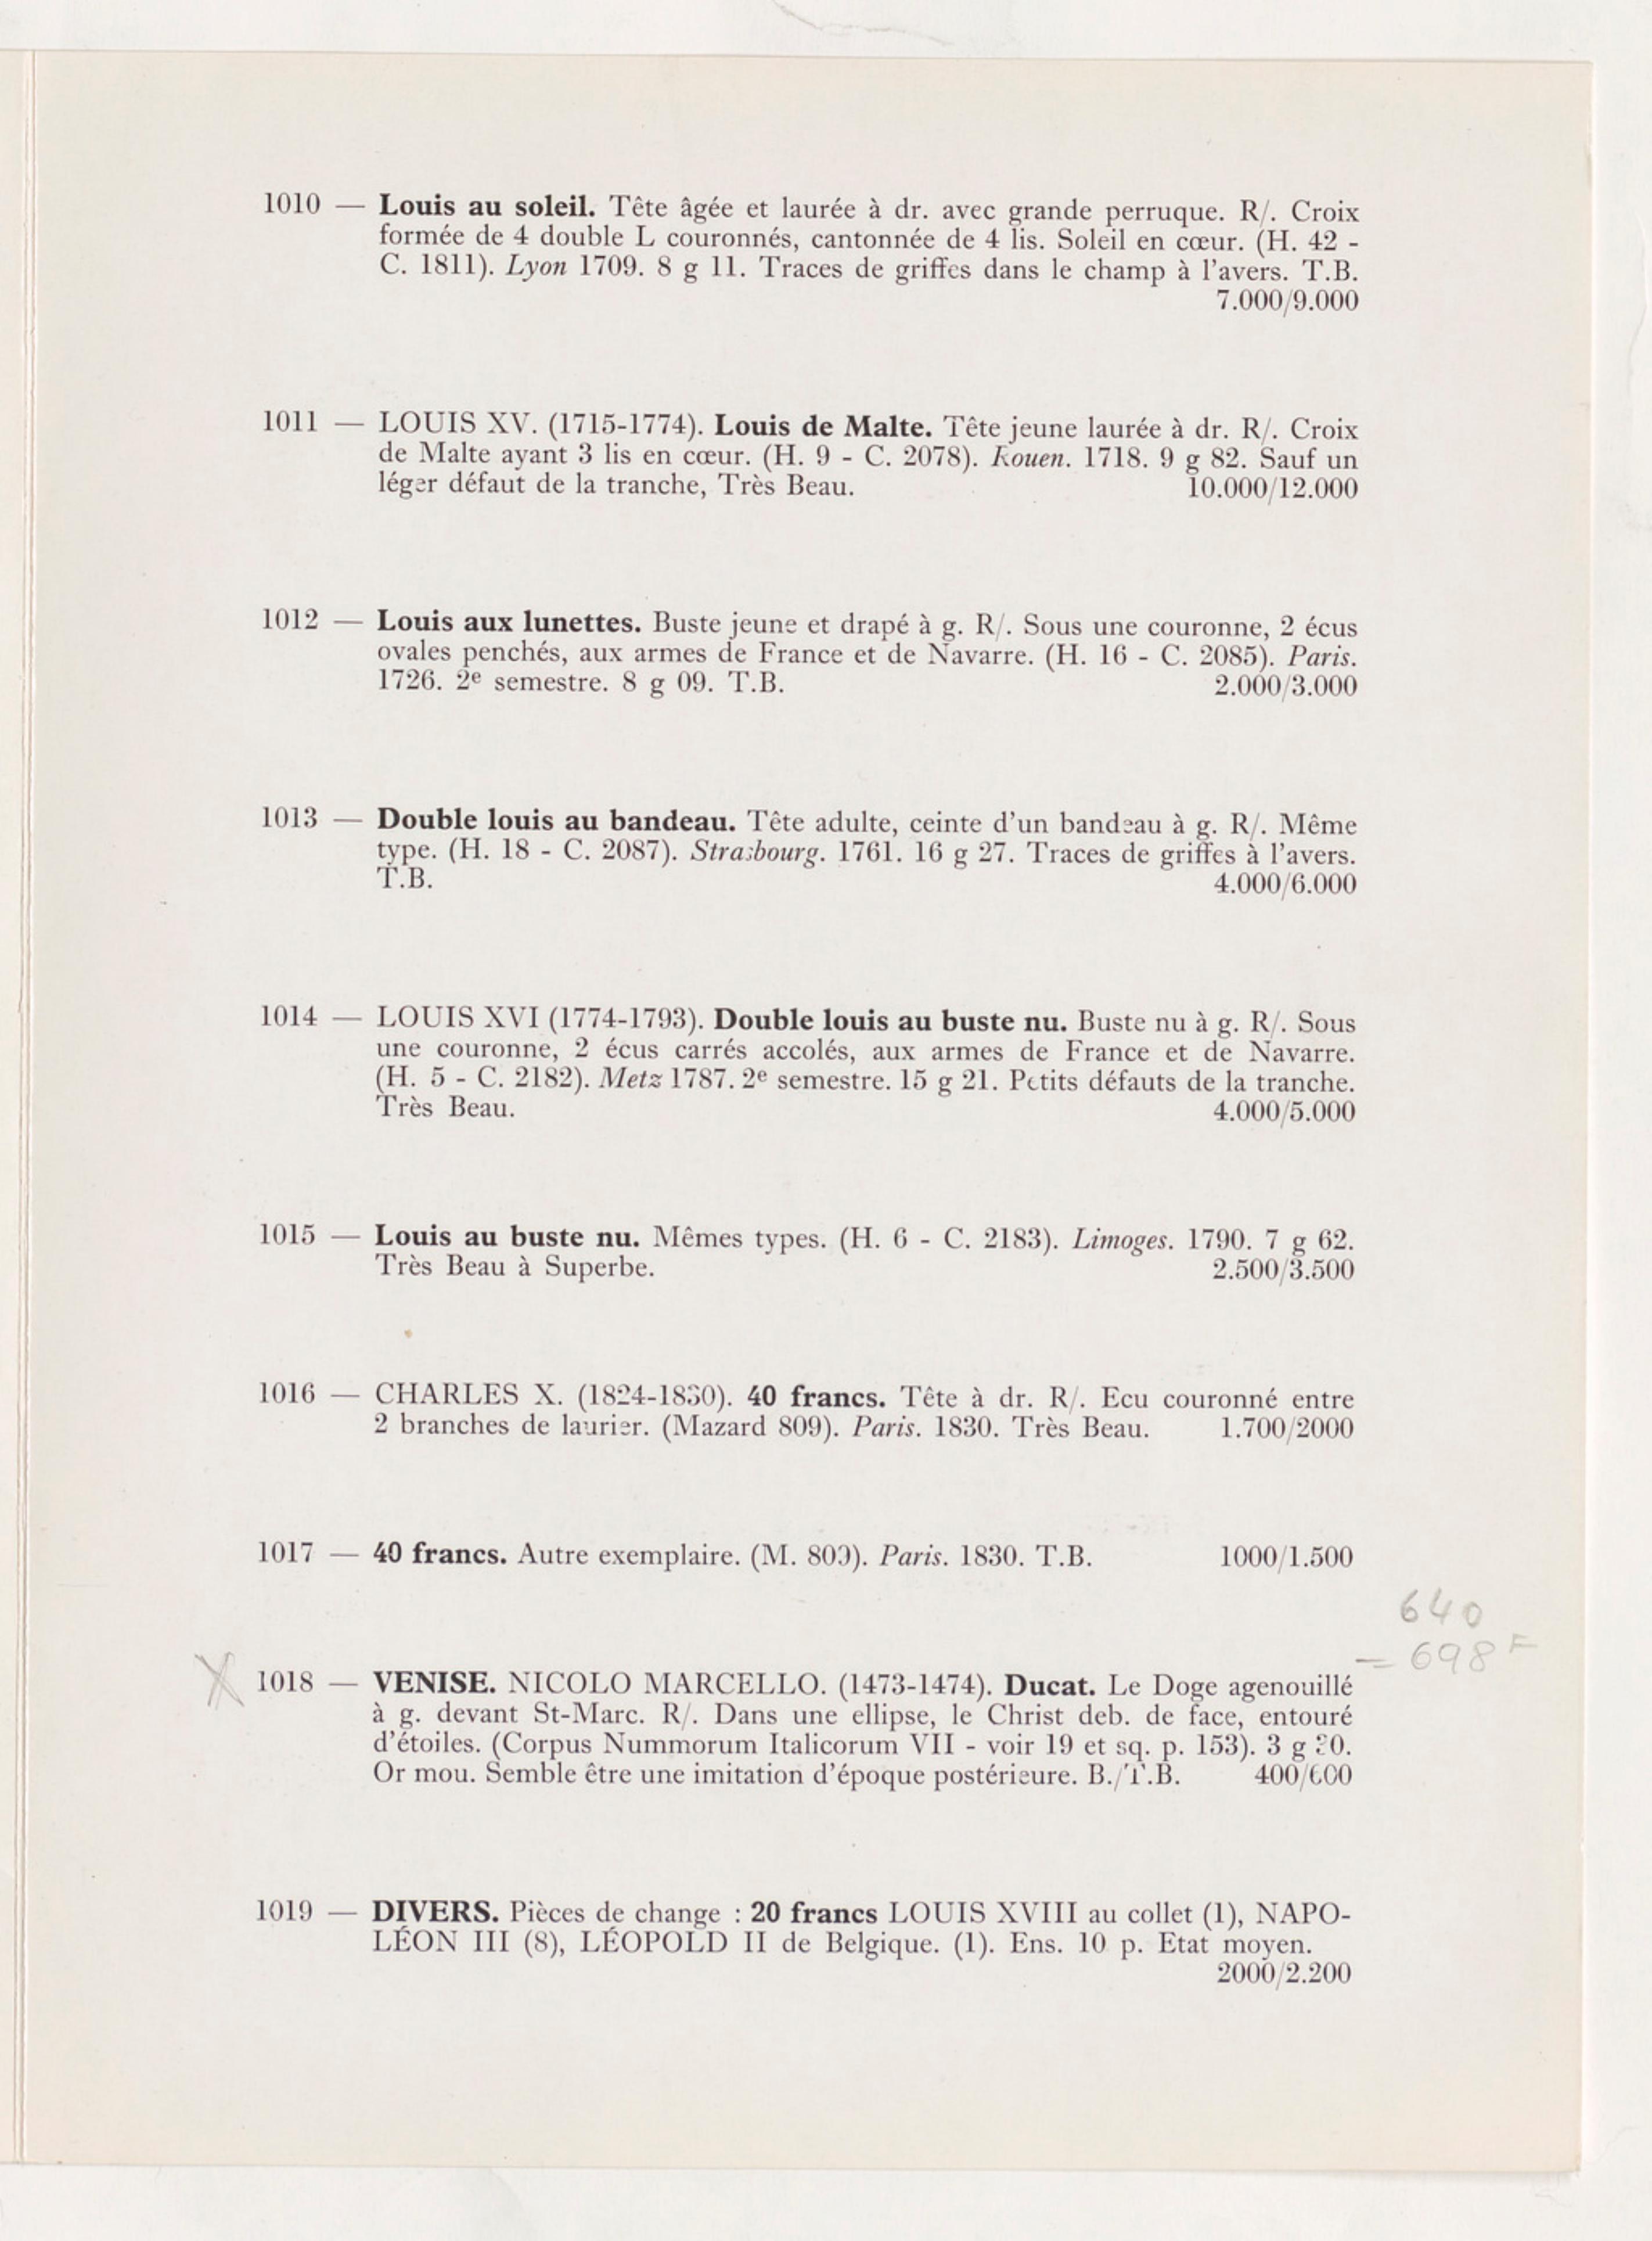 1010 — Louis au soleil. Tête âgée et laurée à dr. avec grande perruque. R/. Croix
formée de 4 double L couronnés, cantonnée de 4 lis. Soleil en cœur. (H. 42 -
C. 1811). Lyon 1709. 8 g 11. Traces de griffes dans le champ à l'avers. T.B.
7.000/9.000
1011 — LOUIS XV. (1715-1774). Louis de Malte. Tête jeune laurée à dr. R/. Croix
de Malte ayant 3 lis en cœur. (H. 9 - C. 2078). Rouen. 1718. 9 g 82. Sauf un
léger défaut de la tranche, Très Beau. 10.000/12.000
1012 — Louis aux lunettes. Buste jeune et drapé à g. R/. Sous une couronne, 2 écus
ovales penchés, aux armes de France et de Navarre. (H. 16 - C. 2085). Paris.
1726. 2e semestre. 8 g 09. T.B. 2.000/3.000
1013 — Double louis au bandeau. Tête adulte, ceinte d'un bandeau à g. R/. Même
type. (H. 18 - C. 2087). Strasbourg. 1761. 16 g 27. Traces de griffes à l'avers.
T.B. 4.000/6.000
1014 — LOUIS XVI (1774-1793). Double louis au buste nu. Buste nu à g. R/. Sous
une couronne, 2 écus carrés accolés, aux armes de France et de Navarre.
(H. 5 - C. 2182). Metz 1787. 2e semestre. 15 g 21. Petits défauts de la tranche.
Très Beau. 4.000/5.000
1015 — Louis au buste nu. Mêmes types. (H. 6 - C. 2183). Limoges. 1790. 7 g 62.
Très Beau à Superbe. 2.500/3.500
1016 — CHARLES X. (1824-1830). 40 francs. Tête à dr. R/. Ecu couronné entre
2 branches de laurier. (Mazard 809). Paris. 1830. Très Beau. 1.700/2000
1017 — 40 francs. Autre exemplaire. (M. 809). Paris. 1830. T.B. 1000/1.500
640
= 698 F
X 1018 — VENISE. NICOLO MARCELLO. (1473-1474). Ducat. Le Doge agenouillé
à g. devant St-Marc. R/. Dans une ellipse, le Christ deb. de face, entouré
d'étoiles. (Corpus Nummorum Italicorum VII - voir 19 et sq. p. 153). 3 g
Or mou. Semble être une imitation d'époque postérieure. B./T.B. 400/600
1019 — DIVERS. Pièces de change : 20 francs LOUIS XVIII au collet (1), NAPO-
LÉON III (8), LÉOPOLD II de Belgique. (1). Ens. 10 p. Etat moyen.
2000/2.200